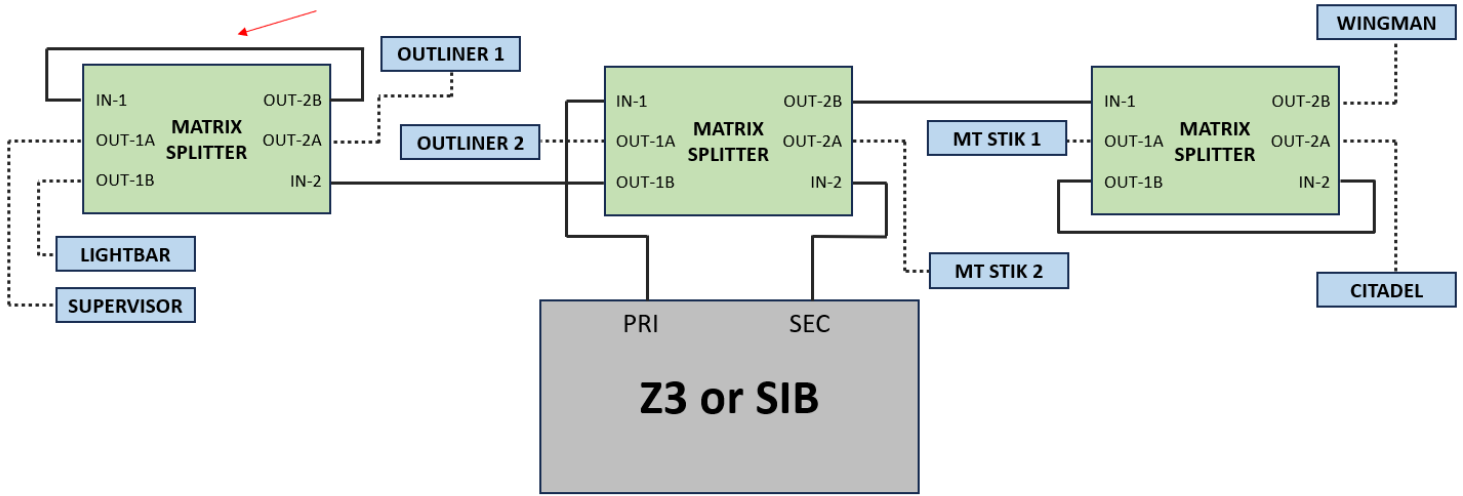 WINGMAN
OUTLINER 1
IN-1
OUT-2B
OUT-1A
MATRIX
SPLITTER
OUT-2A
OUT-1B
IN-2
LIGHTBAR
SUPERVISOR
OUTLINER 2
IN-1
OUT-2B
OUT-1A
MATRIX
SPLITTER
OUT-2A
OUT-1B
IN-2
MT STIK 1
MT STIK 2
IN-1
OUT-2B
OUT-1A
MATRIX
SPLITTER
OUT-2A
OUT-1B
IN-2
CITADEL
PRI
SEC
Z3 or SIB